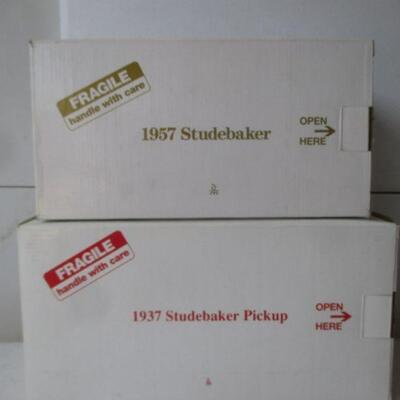 FRAGILE
handle with care
1957 Studebaker
OPEN
HERE
FRAGILE
handle with care
1937 Studebaker Pickup
OPEN
HERE